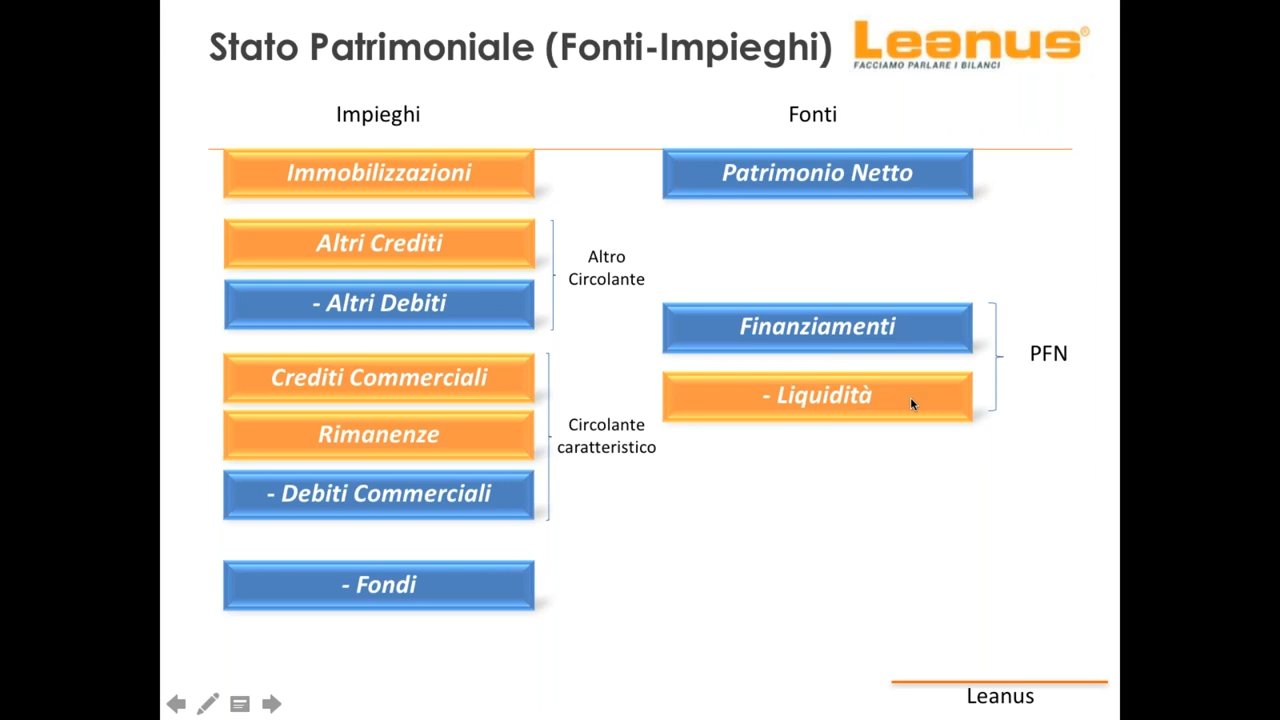 Stato Patrimoniale (Fonti-Impieghi)
Leanus®
FACCIAMO PARLARE I BILANCI
Impieghi
Fonti
Immobilizzazioni
Altri Crediti
- Altri Debiti
Altro
Circolante
Crediti Commerciali
Rimanenze
- Debiti Commerciali
Circolante
caratteristico
- Fondi
Patrimonio Netto
Finanziamenti
- Liquidità
PFN
Leanus